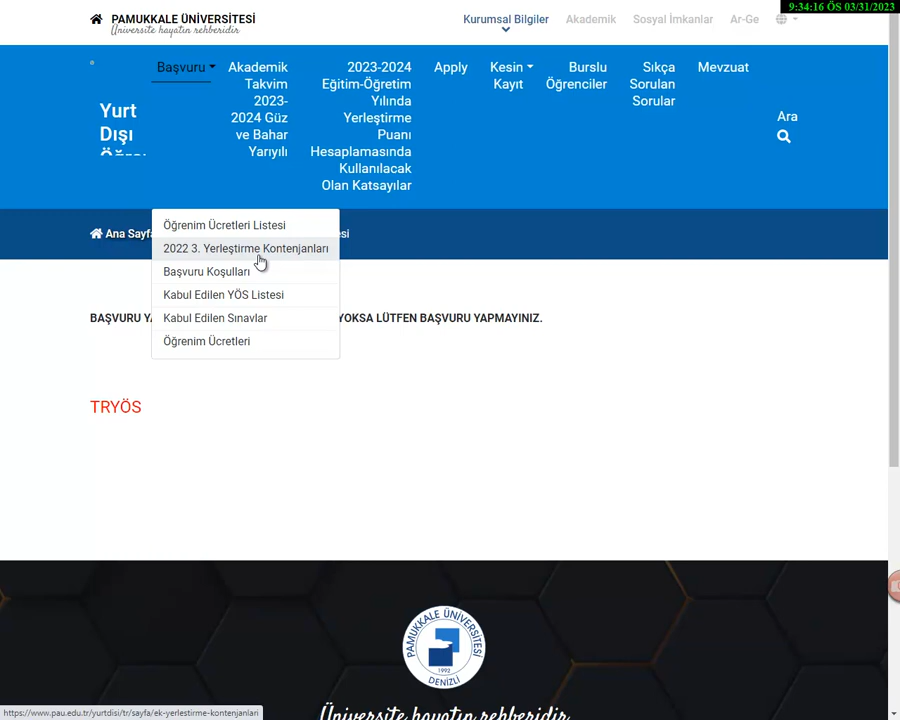 9:34:16 ÖS 03/31/2023
PAMUKKALE ÜNİVERSİTESİ
Üniversite hayatın rehberidir
Kurumsal Bilgiler
Akademik
Sosyal İmkanlar
Ar-Ge
Yurt
Dışı
Başvuru
Akademik
Takvim
2023-
2024 Güz
ve Bahar
Yarıyılı
2023-2024
Eğitim-Öğretim
Yılında
Yerleştirme
Puanı
Hesaplamasında
Kullanılacak
Olan Katsayılar
Apply
Kesin
Kayıt
Burslu
Öğrenciler
Sıkça
Sorulan
Sorular
Mevzuat
Ara
Ana Sayfa
Öğrenim Ücretleri Listesi
2022 3. Yerleştirme Kontenjanları
Başvuru Koşulları
Kabul Edilen YÖS Listesi
Kabul Edilen Sınavlar
Öğrenim Ücretleri
BAŞVURU YOKSA LÜTFEN BAŞVURU YAPMAYINIZ.
TRYÖS
PAMUKKALE ÜNİVERSİTESİ
1992
DENİZLİ
Üniversite hayatın rehberidir
https://www.pau.edu.tr/yurtdisi/tr/sayfa/ek-yerlestirme-kontenjanlari